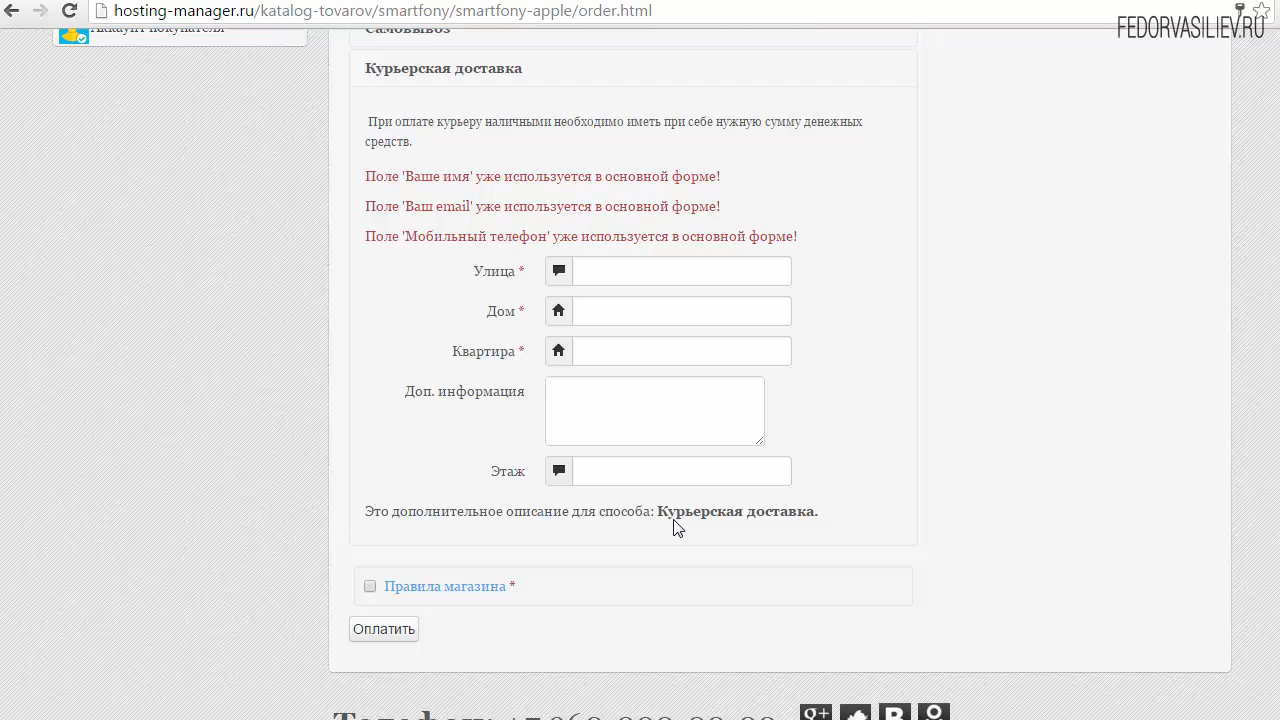 hosting-manager.ru/katalog-tovarov/smartfony/smartfony-apple/order.html
FEDORVASILIEV.RU
Аккаунт покупателя
Самовывоз
Курьерская доставка
При оплате курьеру наличными необходимо иметь при себе нужную сумму денежных
средств.
Поле 'Ваше имя' уже используется в основной форме!
Поле 'Ваш email' уже используется в основной форме!
Поле 'Мобильный телефон' уже используется в основной форме!
Улица *
Дом *
Квартира *
Доп. информация
Этаж
Это дополнительное описание для способа: Курьерская доставка.
Правила магазина *
Оплатить